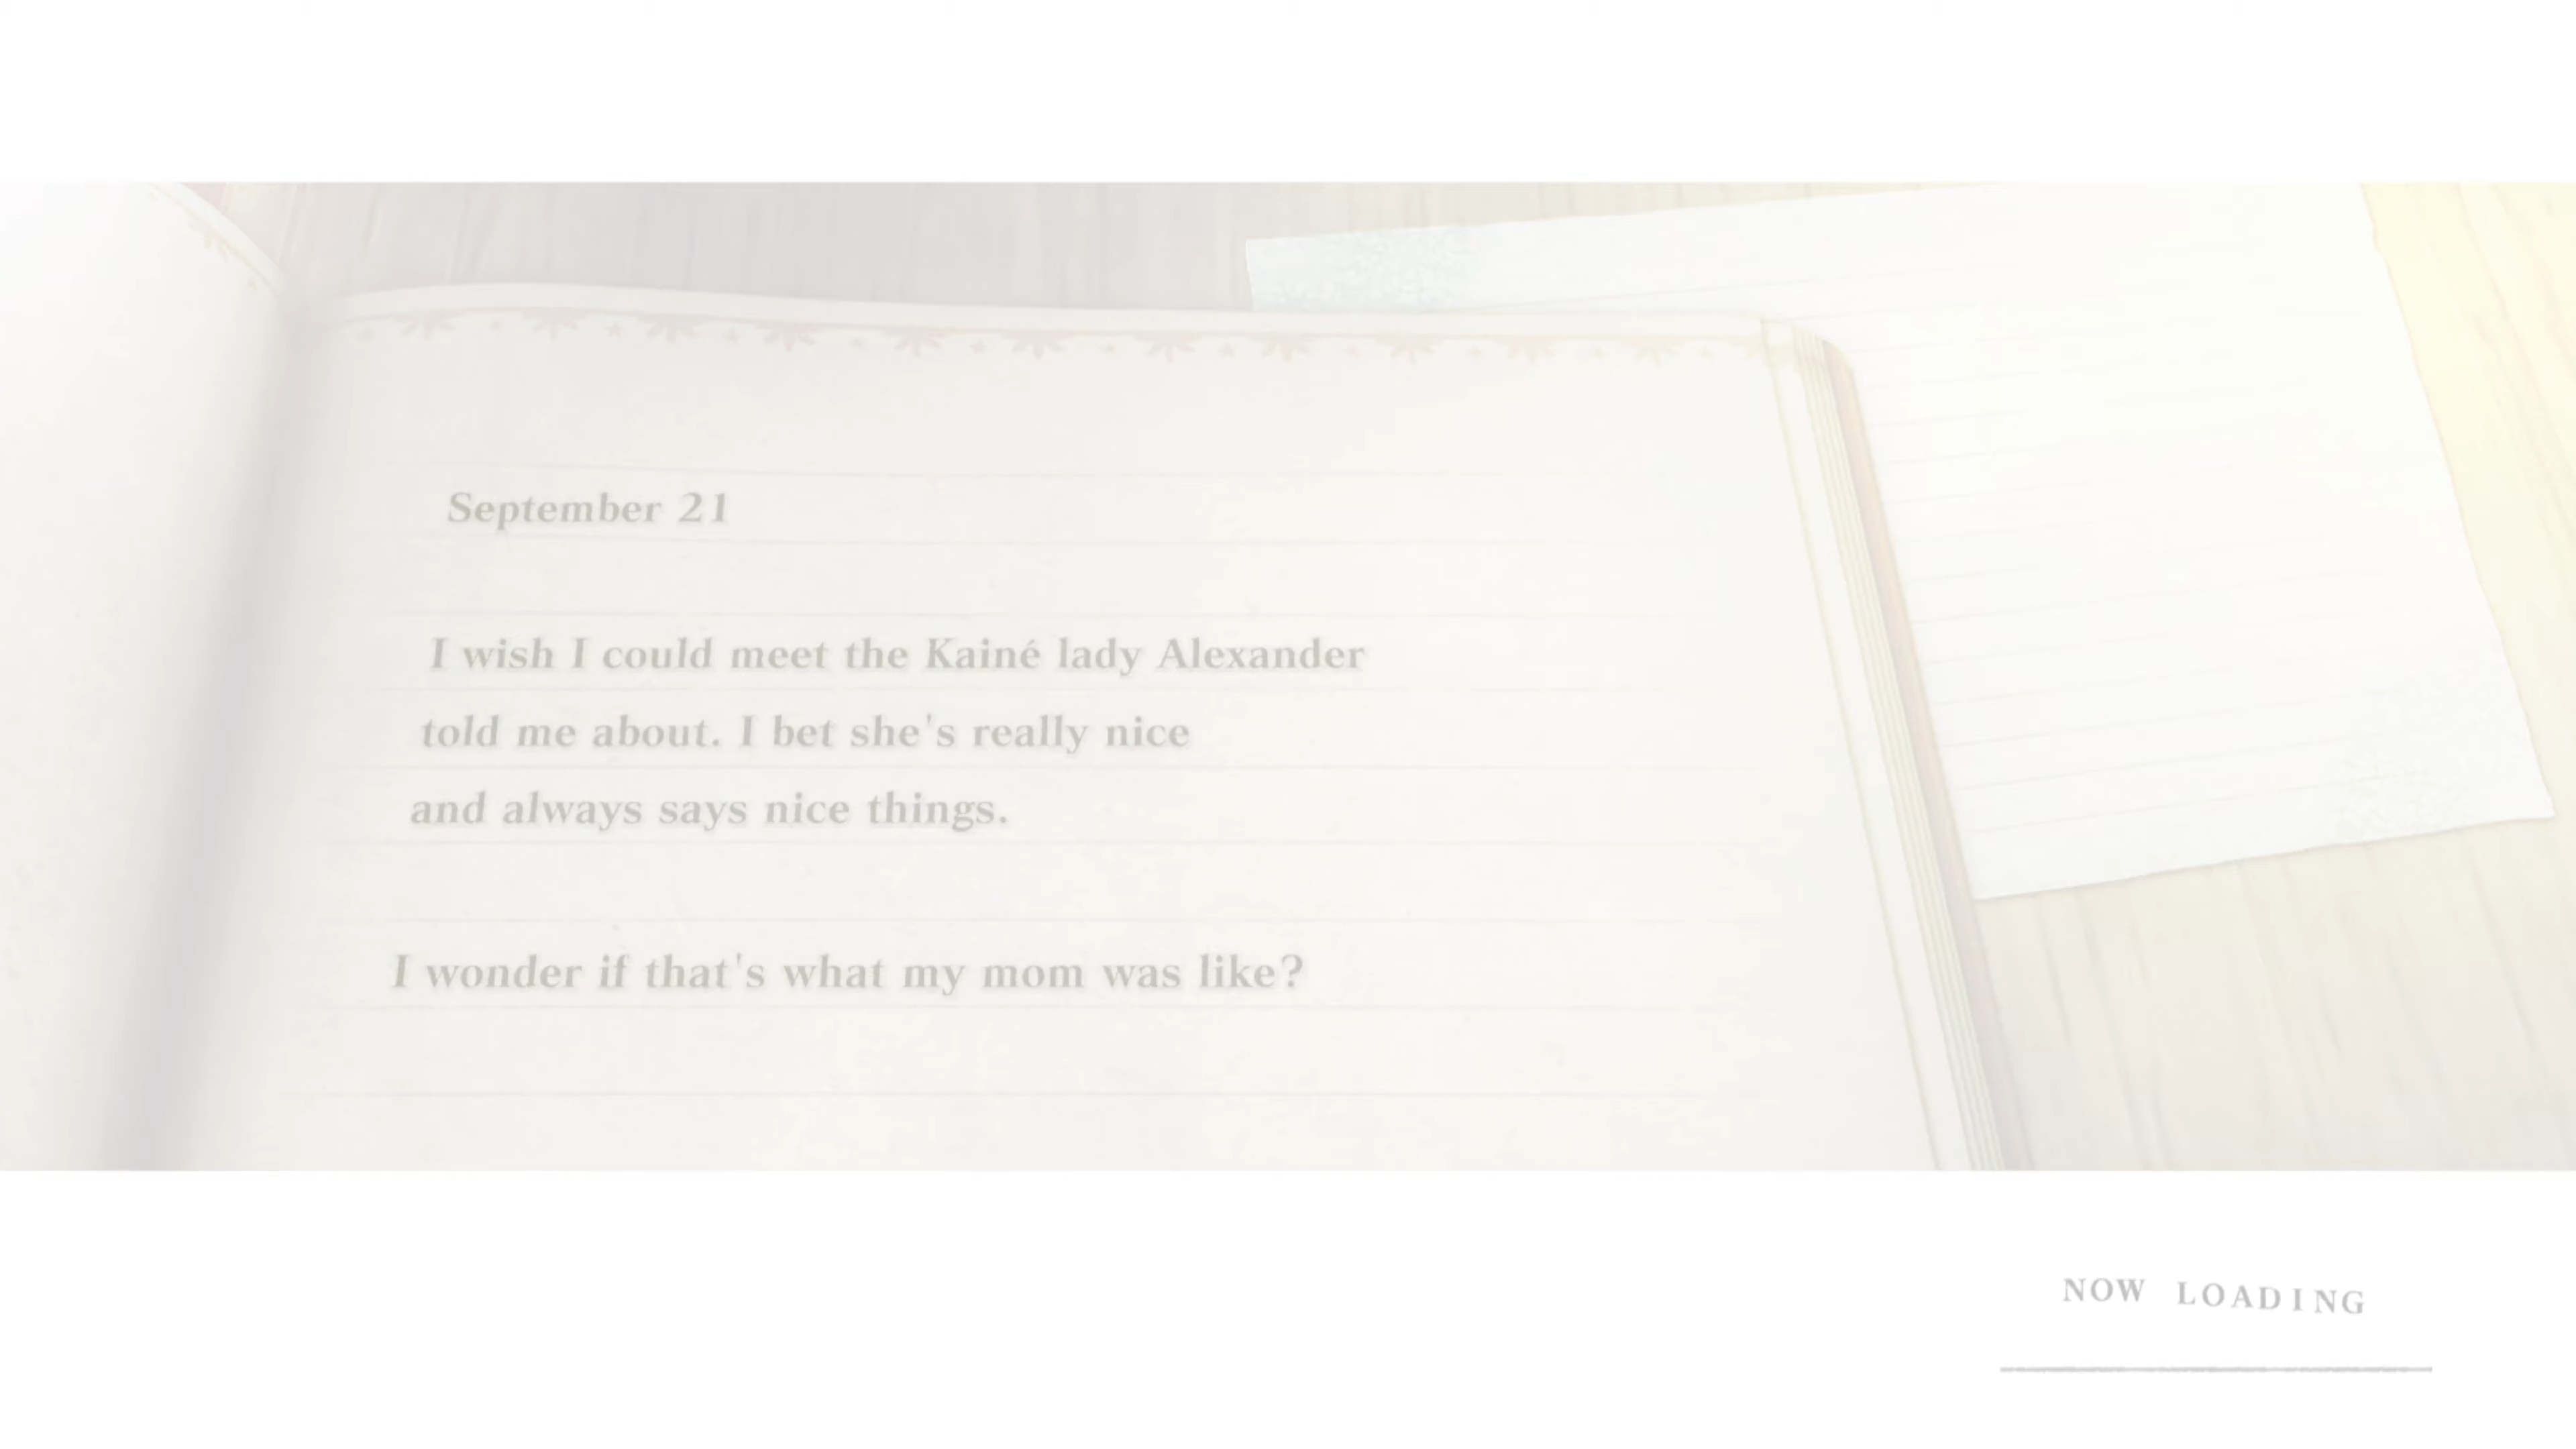 September 21
I wish I could meet the Kainé lady Alexander
told me about. I bet she's really nice
and always says nice things.
I wonder if that's what my mom was like?
NOW LOADING